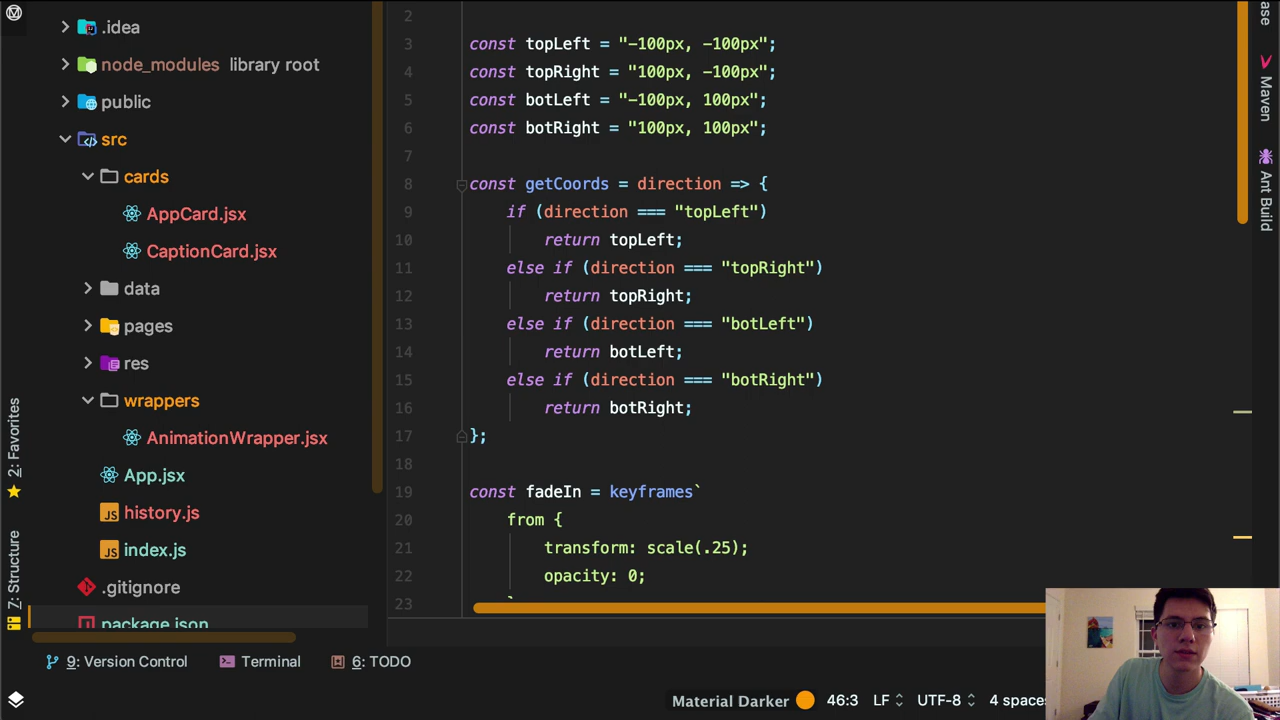 .idea
node_modules library root
public
src
cards
AppCard.jsx
CaptionCard.jsx
data
pages
res
wrappers
AnimationWrapper.jsx
App.jsx
history.js
index.js
.gitignore
package.json
2: Favorites
7: Structure
2
3 const topLeft = "-100px, -100px";
4 const topRight = "100px, -100px";
5 const botLeft = "-100px, 100px";
6 const botRight = "100px, 100px";
7
8 const getCoords = direction => {
9 if (direction === "topLeft")
10 return topLeft;
11 else if (direction === "topRight")
12 return topRight;
13 else if (direction === "botLeft")
14 return botLeft;
15 else if (direction === "botRight")
16 return botRight;
17 };
18
19 const fadeIn = keyframes`
20 from {
21 transform: scale(.25);
22 opacity: 0;
23
ase
Maven
Ant Build
9: Version Control Terminal 6: TODO
Material Darker 46:3 LF UTF-8 4 spaces